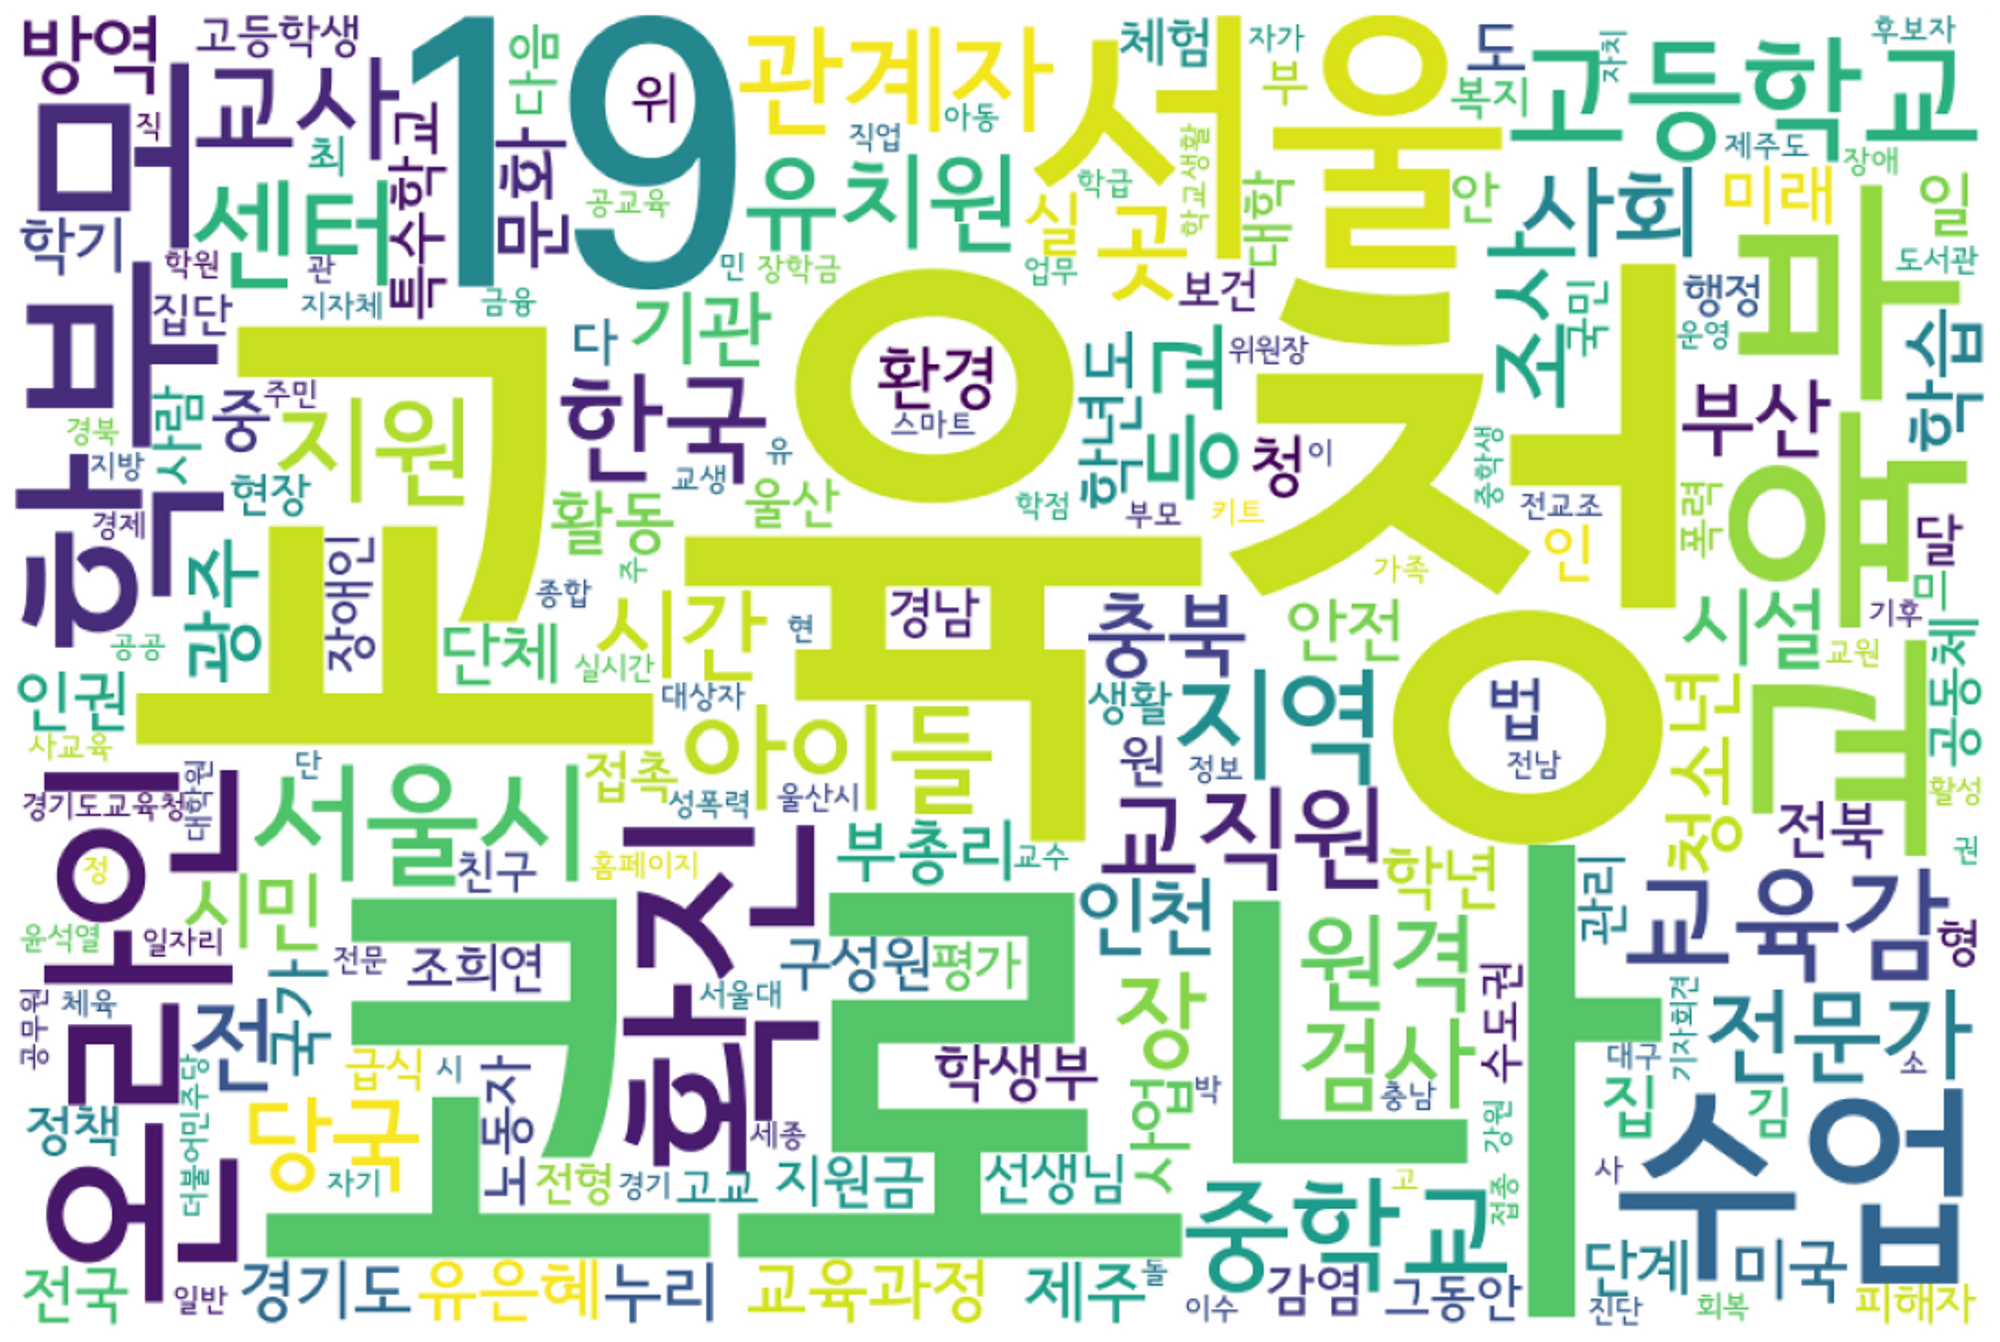 방역
고등학생
19
다음
위
관계자
서울
체험
자가
부
도
복지
자치
고등학교
후보자
부모
학부모
직
교사
최
특수학교
문화
공교육
직업
아동
유치원
학급
학교생활
대학
안
제주도
장애
사회
미래
일
학기
센터
학원
관
지자체
금융
민
장학금
실
곳
업무
보건
조사
국민
행정
도서관
운영
학습
집단
주민
중
지원
다
기관
한국
환경
스마트
학년도
등교
위원장
청
이
부산
경북
사람
지방
현장
경제
유
교생
울산
활동
학점
부모
키트
중학생
전교조
폭력
인
달
교육청
광주
장애인
종합
주
경남
가족
충북
안전
시설
미
기후
교원
공동체
공공
단체
시간
현
실시간
인권
대상자
생활
지역
법
청소년
사교육
단
아이들
원
정보
전남
활성
경기도교육청
대학원
서울시
접촉
성폭력
울산시
교직원
전북
권
온라인
정
친구
홈페이지
부총리
교수
학년
관리
시민
확진
인천
원격
교육감
형
윤석열
일자리
전문
조희연
구성원
평가
공무원
체육
전
국가
서울대
장
수도권
기자회견
전문가
급식
시
노동자
학생부
검사
대구
소
정책
더불어민주당
당국
세종
사업
박
충남
강원
집
김
수업
코로나
자기
전형
경기
고교
지원금
선생님
중학교
고
접종
사
전국
일반
경기도
유은혜
누리
교육과정
제주
돌
이수
감염
그동안
단계
진단
미국
회복
피해자